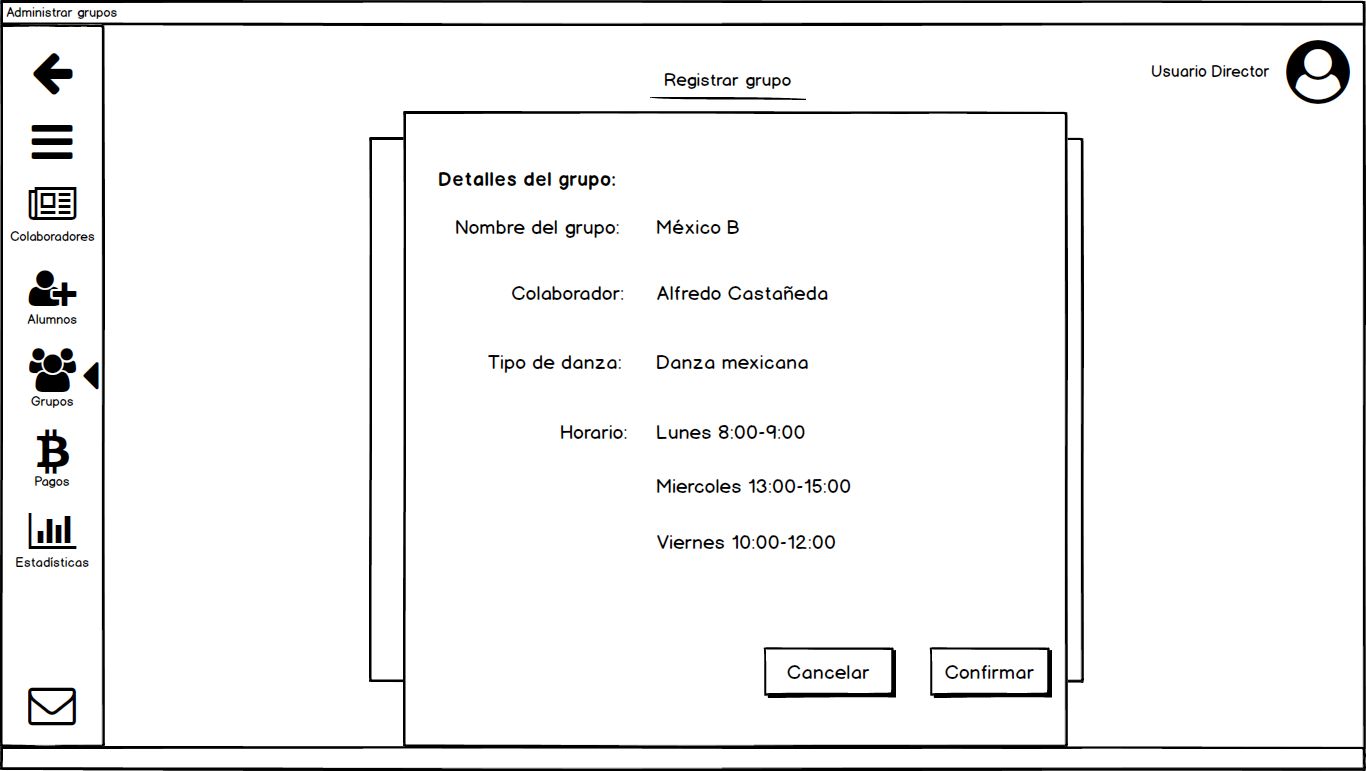 Administrar grupos
Usuario Director
Registrar grupo
Colaboradores
Alumnos
Grupos
Pagos
Estadísticas
Detalles del grupo:
Nombre del grupo: México B
Colaborador: Alfredo Castañeda
Tipo de danza: Danza mexicana
Horario: Lunes 8:00-9:00
Miercoles 13:00-15:00
Viernes 10:00-12:00
Cancelar Confirmar